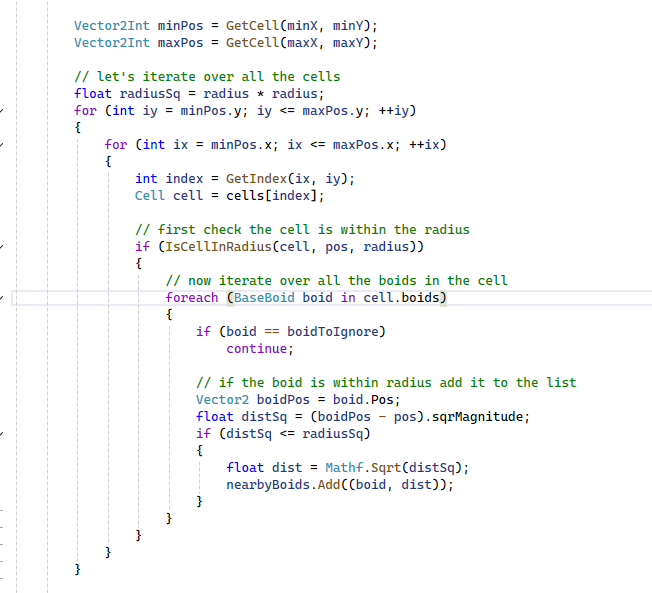 Vector2Int minPos = GetCell(minX, minY);
Vector2Int maxPos = GetCell(maxX, maxY);

// let's iterate over all the cells
float radiusSq = radius * radius;
for (int iy = minPos.y; iy <= maxPos.y; ++iy)
{
    for (int ix = minPos.x; ix <= maxPos.x; ++ix)
    {
        int index = GetIndex(ix, iy);
        Cell cell = cells[index];

        // first check the cell is within the radius
        if (IsCellInRadius(cell, pos, radius))
        {
            // now iterate over all the boids in the cell
            foreach (BaseBoid boid in cell.boids)
            {
                if (boid == boidToIgnore)
                    continue;

                // if the boid is within radius add it to the list
                Vector2 boidPos = boid.Pos;
                float distSq = (boidPos - pos).sqrMagnitude;
                if (distSq <= radiusSq)
                {
                    float dist = Mathf.Sqrt(distSq);
                    nearbyBoids.Add((boid, dist));
                }
            }
        }
    }
}